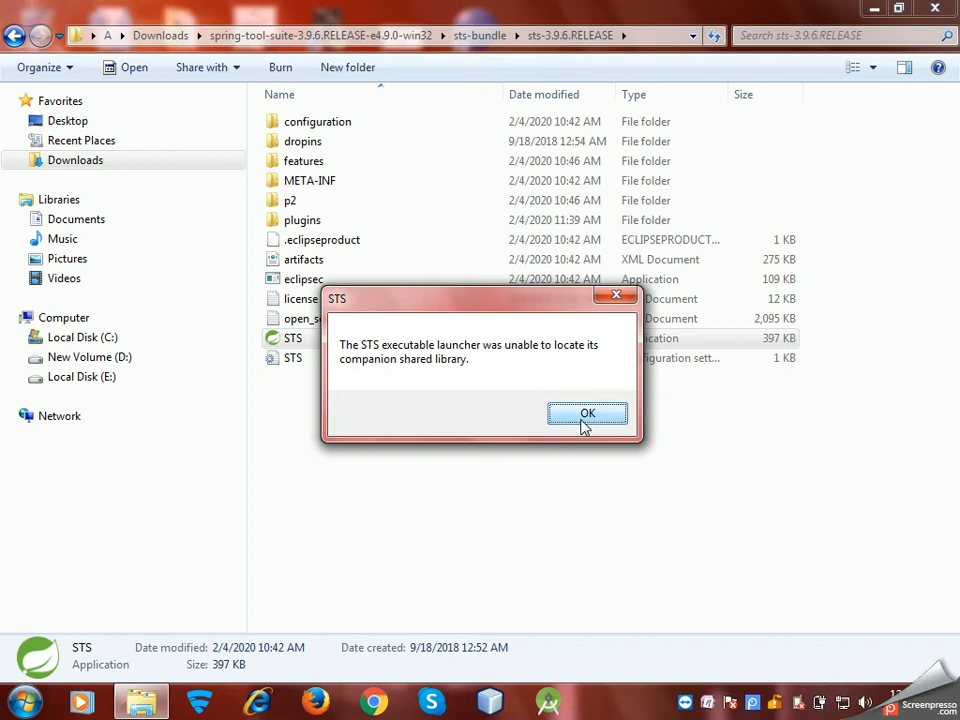 A Downloads spring-tool-suite-3.9.6.RELEASE-e4.9.0-win32 sts-bundle sts-3.9.6.RELEASE Search sts-3.9.6.RELEASE
Organize Open Share with Burn New folder
Favorites
Desktop
Recent Places
Downloads
Libraries
Documents
Music
Pictures
Videos
Computer
Local Disk (C:)
New Volume (D:)
Local Disk (E:)
Network
Name Date modified Type Size
configuration 2/4/2020 10:42 AM File folder
dropins 9/18/2018 12:54 AM File folder
features 2/4/2020 10:46 AM File folder
META-INF 2/4/2020 10:42 AM File folder
p2 2/4/2020 10:46 AM File folder
plugins 2/4/2020 11:39 AM File folder
.eclipseproduct 2/4/2020 10:42 AM ECLIPSEPRODUCT... 1 KB
artifacts 2/4/2020 10:42 AM XML Document 275 KB
eclipsec 2/4/2020 10:42 AM Application 109 KB
license Document 12 KB
open_s Document 2,095 KB
STS ication 397 KB
STS figuration sett... 1 KB
STS
The STS executable launcher was unable to locate its
companion shared library.
OK
STS Date modified: 2/4/2020 10:42 AM Date created: 9/18/2018 12:52 AM
Application Size: 397 KB
Screenpresso
.com